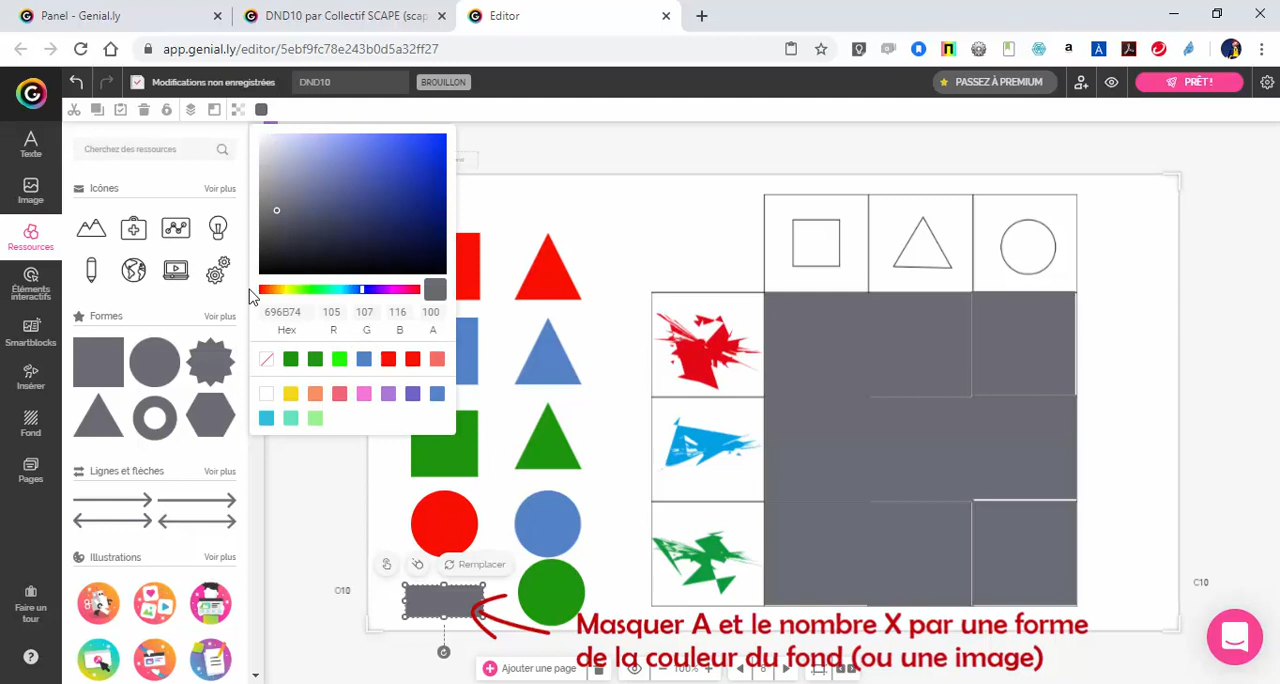 Panel - Genial.ly
DND10 par Collectif SCAPE (scap
Editor
app.genial.ly/editor/5ebf9fc78e243b0d5a32ff27
Modifications non enregistrées
DND10
BROUILLON
PASSEZ À PREMIUM
PRÊT !
Texte
Image
Ressources
Éléments
interactifs
Smartblocks
Insérer
Fond
Pages
Faire un
tour
Cherchez des ressources
Icônes
Voir plus
Formes
Voir plus
Lignes et flèches
Voir plus
Illustrations
Voir plus
696B74
105
107
116
100
Hex
R
G
B
A
Remplacer
C10
C10
Masquer A et le nombre X par une forme
de la couleur du fond (ou une image)
Ajouter une page
100%